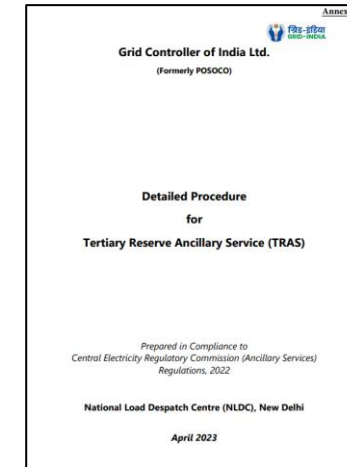 Annex
ग्रिड-इंडिया
GRID-INDIA
Grid Controller of India Ltd.
(Formerly POSOCO)
Detailed Procedure
for
Tertiary Reserve Ancillary Service (TRAS)
Prepared in Compliance to
Central Electricity Regulatory Commission (Ancillary Services)
Regulations, 2022
National Load Despatch Centre (NLDC), New Delhi
April 2023